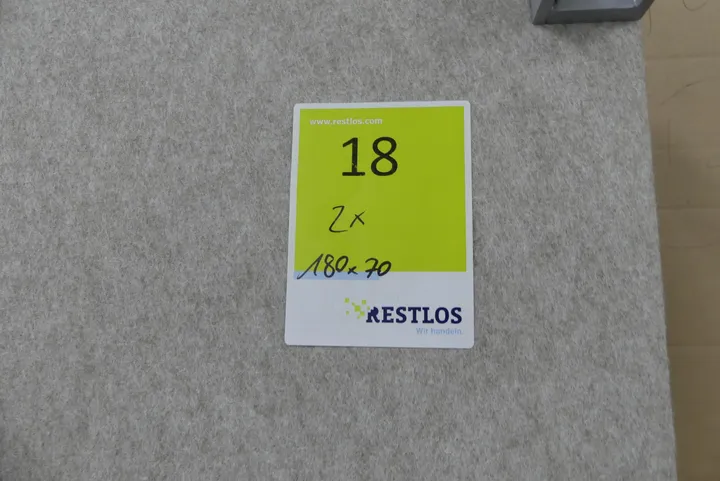 www.restlos.com
18
2x
180x70
RESTLOS
Wir handeln.